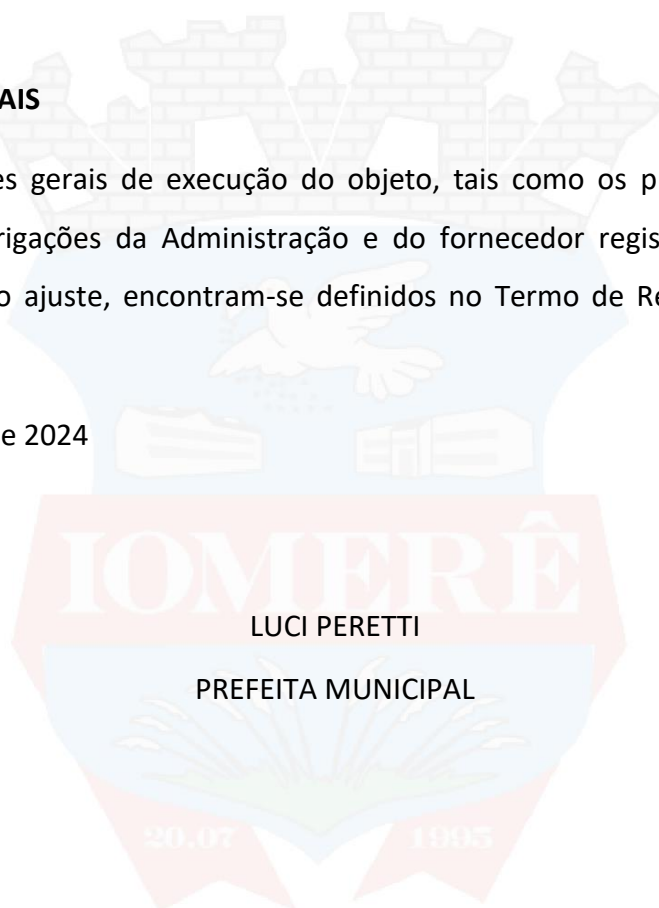 AIS
es gerais de execução do objeto, tais como os p
rigações da Administração e do fornecedor regis
o ajuste, encontram-se definidos no Termo de Re
e 2024
IOMERÊ
LUCI PERETTI
PREFEITA MUNICIPAL
20.07 1995